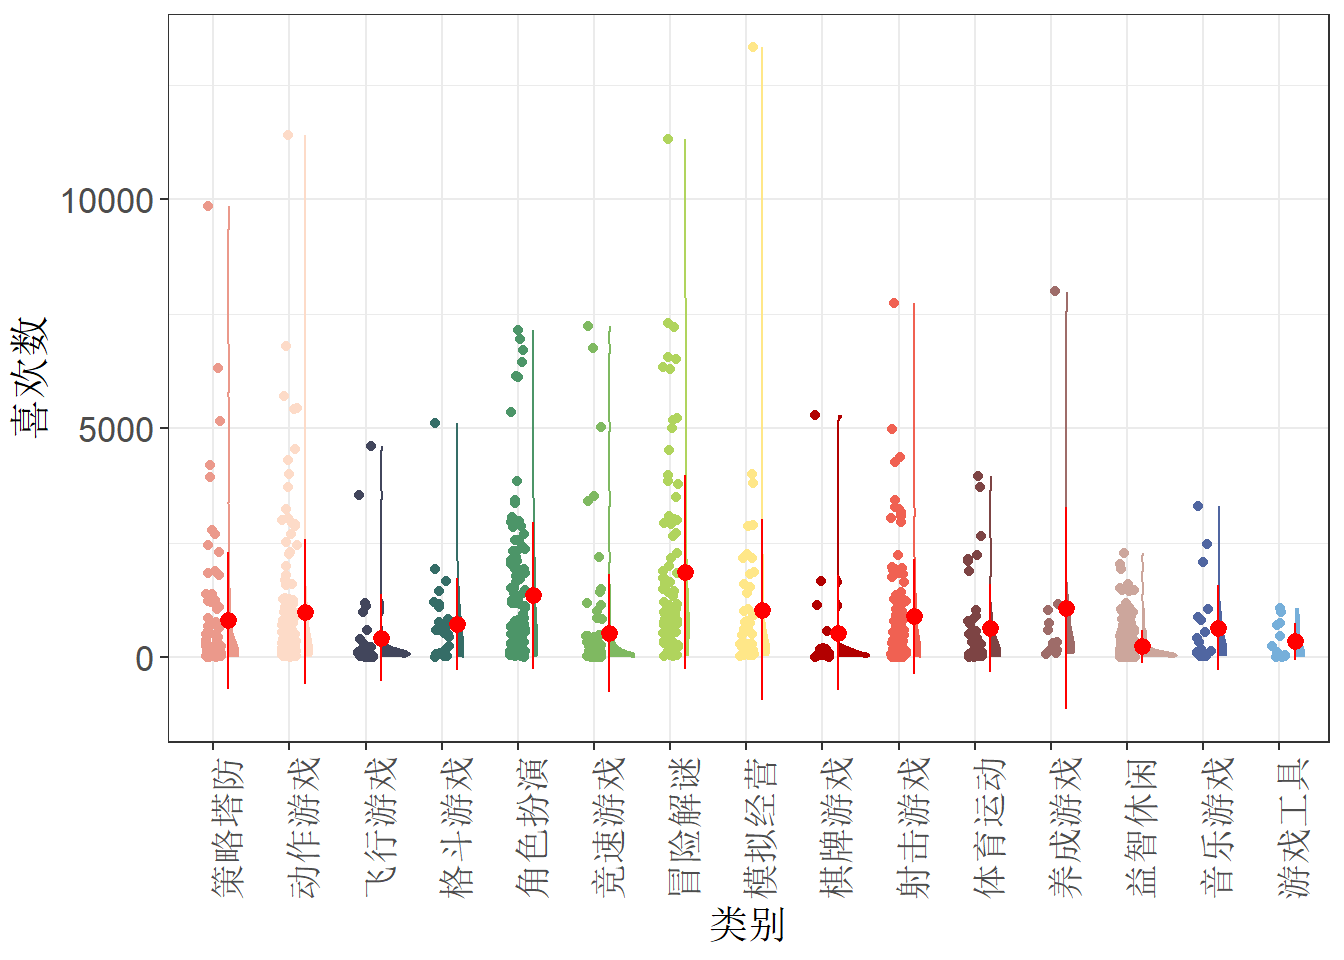 喜欢数
10000
5000
0
策略塔防
动作游戏
飞行游戏
格斗游戏
角色扮演
竞速游戏
冒险解谜
模拟经营
棋牌游戏
射击游戏
体育运动
养成游戏
益智休闲
音乐游戏
游戏工具
类别